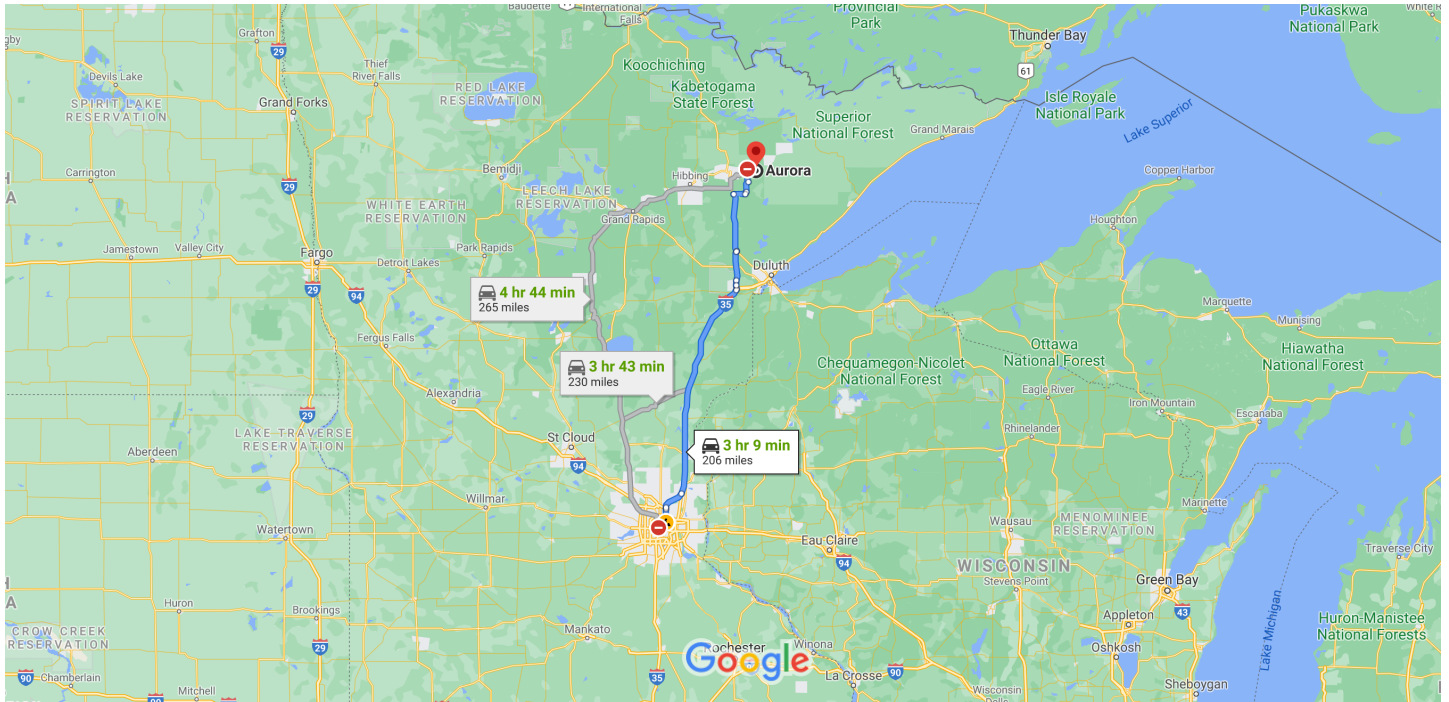 Baudette
International
Falls
Provincial
Park
Pukaskwa
National Park
White R
Grafton
gby
29
Thief
River Falls
Koochiching
Thunder Bay
61
Devils Lake
SPIRIT LAKE
RESERVATION
Grand Forks
RED LAKE
RESERVATION
Kabetogama
State Forest
Isle Royale
National Park
Lake Superior
Superior
National Forest
Grand Marais
Carrington
29
Bemidji
Hibbing
Aurora
Copper Harbor
H
A
LEECH LAKE
RESERVATION
WHITE EARTH
RESERVATION
Grand Rapids
Houghton
Jamestown
Valley City
Fargo
Park Rapids
Detroit Lakes
Duluth
29
94
4 hr 44 min
265 miles
35
Marquette
Munising
Fergus Falls
Ottawa
National Forest
Hiawatha
National Forest
3 hr 43 min
230 miles
Chequamegon-Nicolet
National Forest
Eagle River
Alexandria
Iron Mountain
Escanaba
29
LAKE TRAVERSE
RESERVATION
St Cloud
Rhinelander
3 hr 9 min
206 miles
Aberdeen
94
Willmar
Marinette
Watertown
Wausau
MENOMINEE
RESERVATION
Eau Claire
Traverse City
94
WISCONSIN
Stevens Point
Green Bay
H
A
Huron
Brookings
43
Appleton
Lake Michigan
Huron-Manistee
National Forests
CROW CREEK
RESERVATION
Mankato
29
Rochester
Winona
Oshkosh
Google
90
Chamberlain
35
La Crosse
90
Mitchell
90
Wisconsin
Dells
Sheboygan